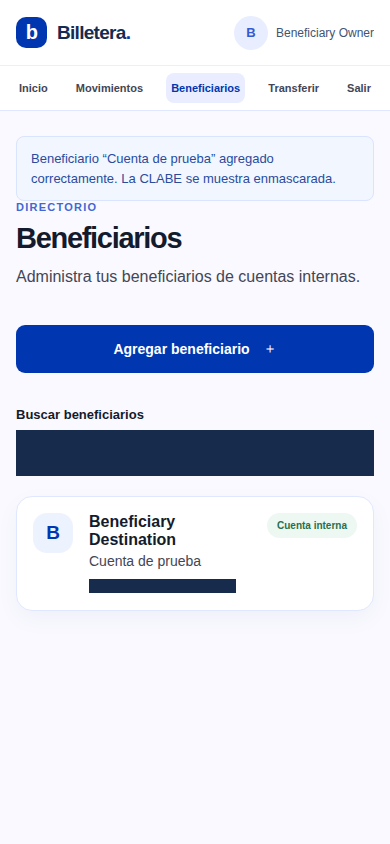 b Billetera.
B Beneficiary Owner
Inicio Movimientos Beneficiarios Transferir Salir
Beneficiario “Cuenta de prueba” agregado
correctamente. La CLABE se muestra enmascarada.
DIRECTORIO
Beneficiarios
Administra tus beneficiarios de cuentas internas.
Agregar beneficiario +
Buscar beneficiarios
B
Beneficiary
Destination
Cuenta interna
Cuenta de prueba